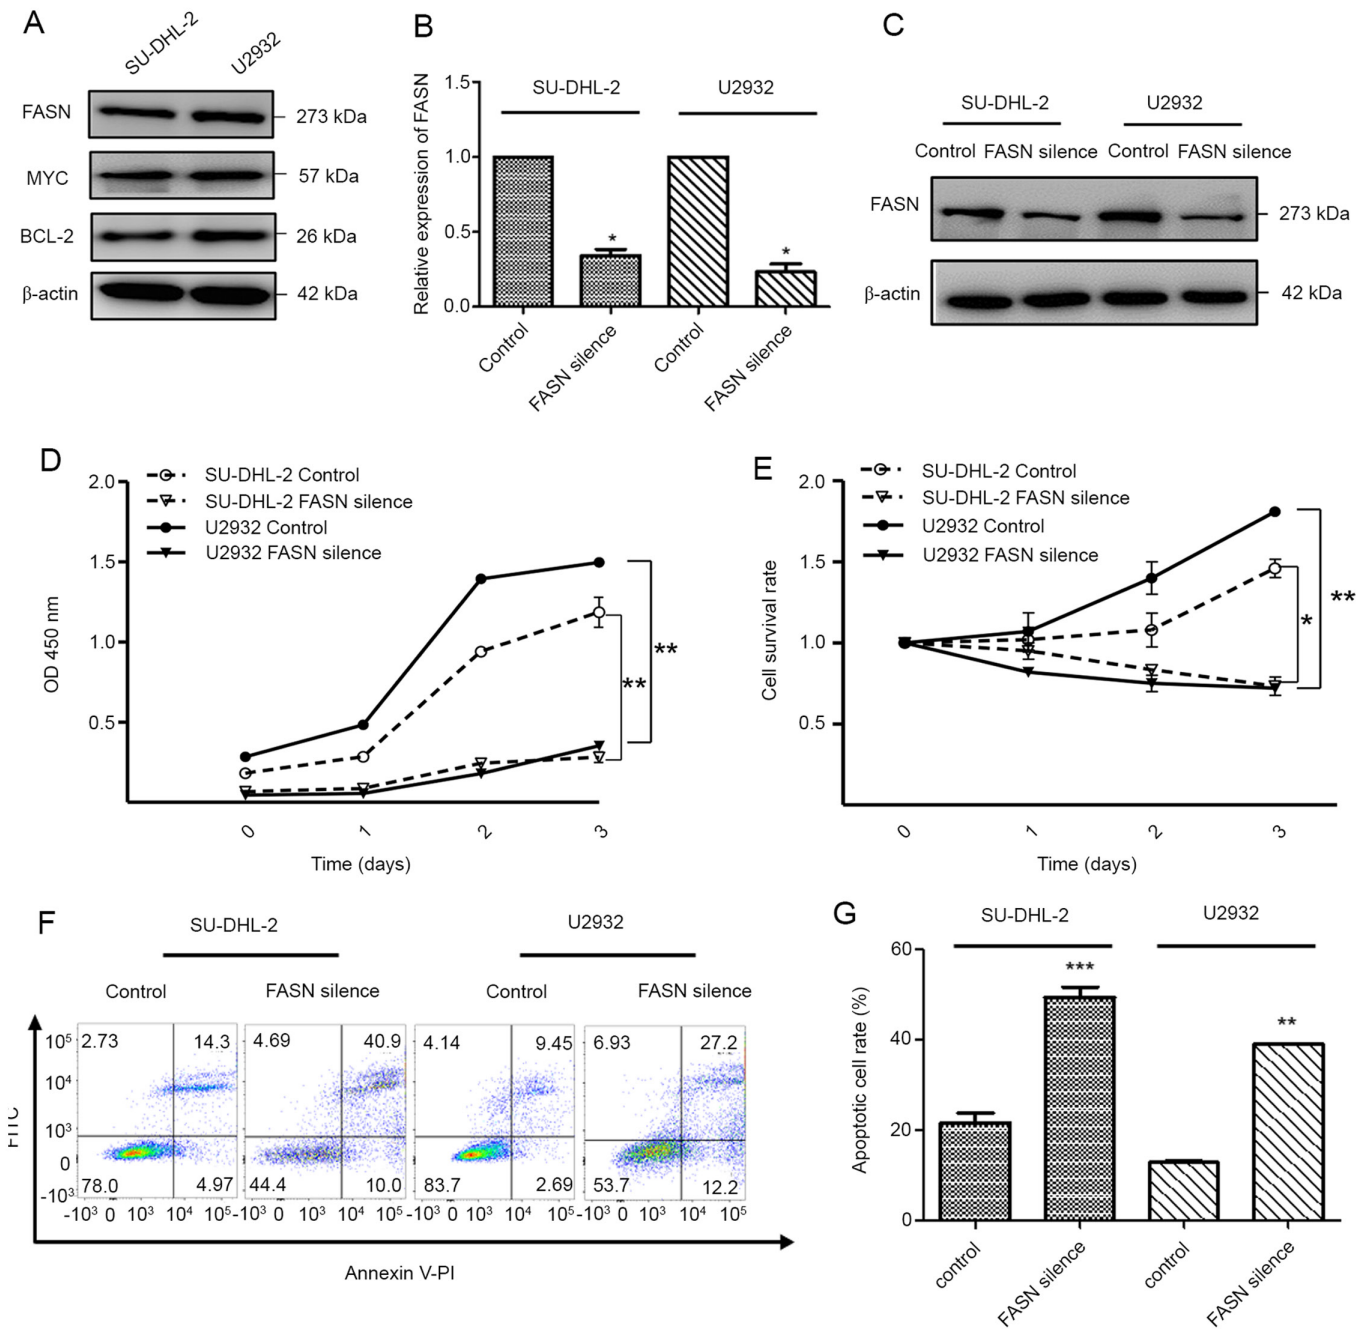 A
SU-DHL-2
U2932
FASN
273 kDa
MYC
57 kDa
BCL-2
26 kDa
β-actin
42 kDa
B
SU-DHL-2
U2932
Relative expression of FASN
1.5
1.0
0.5
0.0
*
*
Control
FASN silence
Control
FASN silence
C
SU-DHL-2
U2932
Control FASN silence Control FASN silence
FASN
273 kDa
β-actin
42 kDa
D
SU-DHL-2 Control
SU-DHL-2 FASN silence
U2932 Control
U2932 FASN silence
OD 450 nm
2.0
1.5
1.0
0.5
**
**
0 1 2 3
Time (days)
E
SU-DHL-2 Control
SU-DHL-2 FASN silence
U2932 Control
U2932 FASN silence
Cell survival rate
2.0
1.5
1.0
0.5
*
**
0 1 2 3
Time (days)
F
SU-DHL-2
U2932
Control FASN silence Control FASN silence
FITC
10⁵
10⁴
10³
0
-10³
2.73 14.3
78.0 4.97
4.69 40.9
44.4 10.0
4.14 9.45
83.7 2.69
6.93 27.2
53.7 12.2
-10³ 0 10³ 10⁴ 10⁵
-10³ 0 10³ 10⁴ 10⁵
-10³ 0 10³ 10⁴ 10⁵
-10³ 0 10³ 10⁴ 10⁵
Annexin V-PI
G
SU-DHL-2
U2932
Apoptotic cell rate (%)
60
40
20
0
***
**
control
FASN silence
control
FASN silence